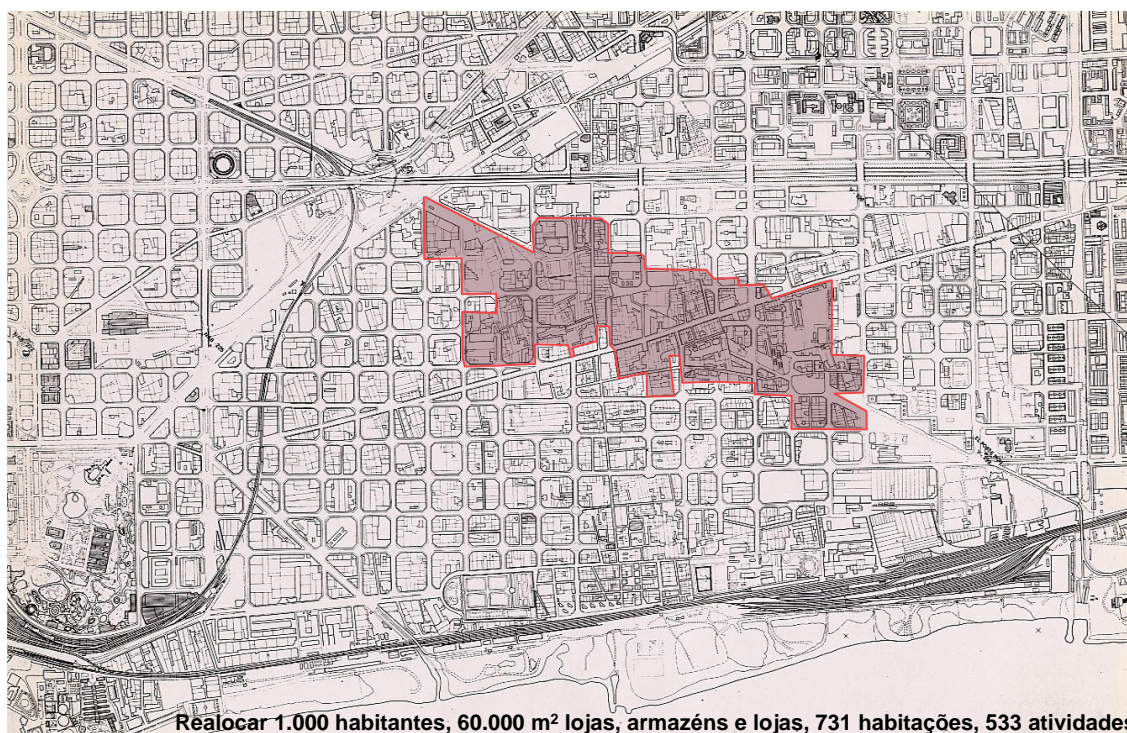 Realocar 1.000 habitantes, 60.000 m² lojas, armazéns e lojas, 731 habitações, 533 atividades